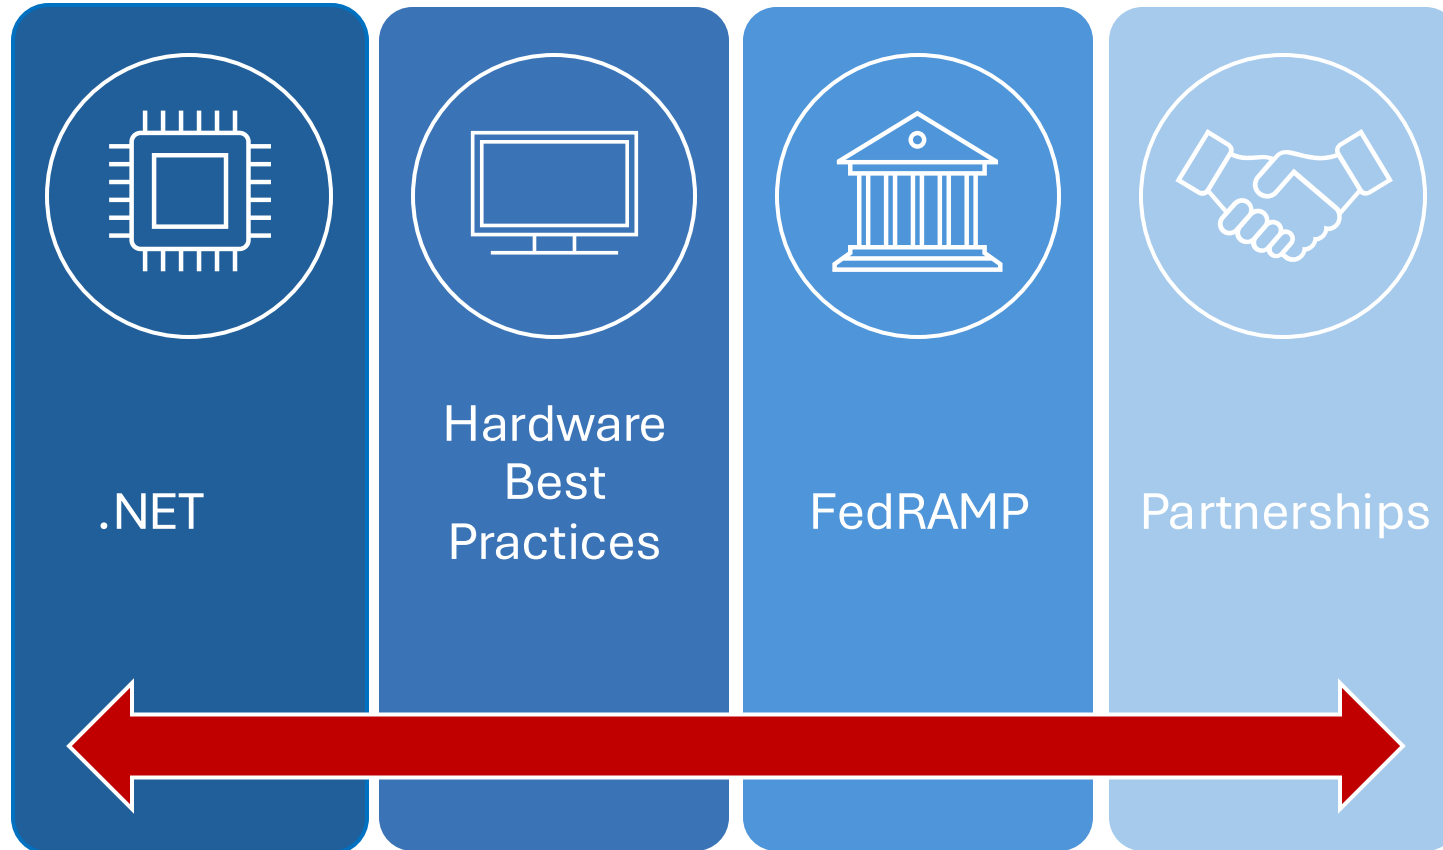 .NET
Hardware
Best
Practices
FedRAMP
Partnerships